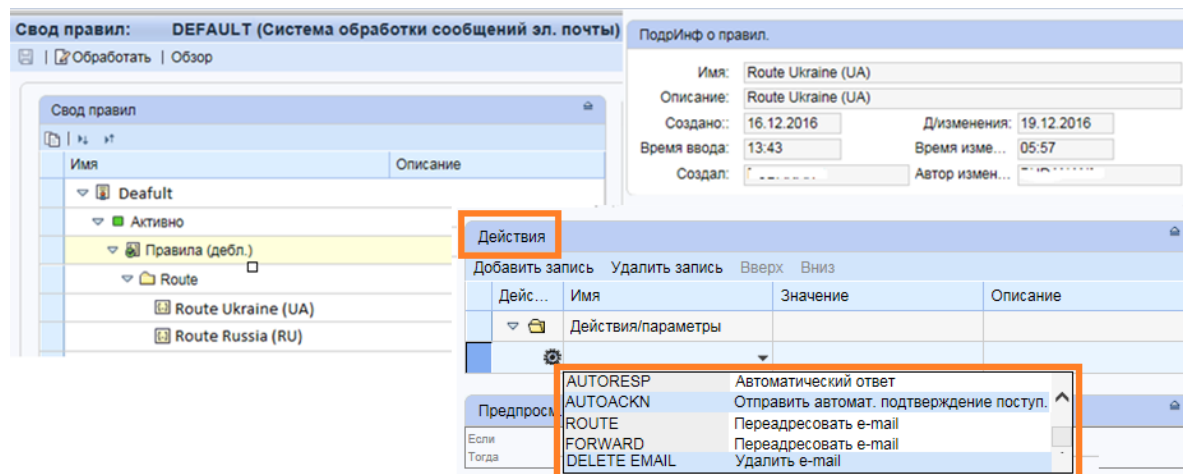 Свод правил: DEFAULT (Система обработки сообщений эл. почты)
Обработать | Обзор
Свод правил
Имя Описание
Deafult
Активно
Правила (дебл.)
Route
Route Ukraine (UA)
Route Russia (RU)
ПодрИнф о правил.
Имя: Route Ukraine (UA)
Описание: Route Ukraine (UA)
Создано:: 16.12.2016 Д/изменения: 19.12.2016
Время ввода: 13:43 Время изме... 05:57
Создал: Автор измен...
Действия
Добавить запись Удалить запись Вверх Вниз
Дейс... Имя Значение Описание
Действия/параметры
AUTORESP Автоматический ответ
AUTOACKN Отправить автомат. подтверждение поступ.
ROUTE Переадресовать e-mail
FORWARD Переадресовать e-mail
DELETE EMAIL Удалить e-mail
Предпросм
Если
Тогда